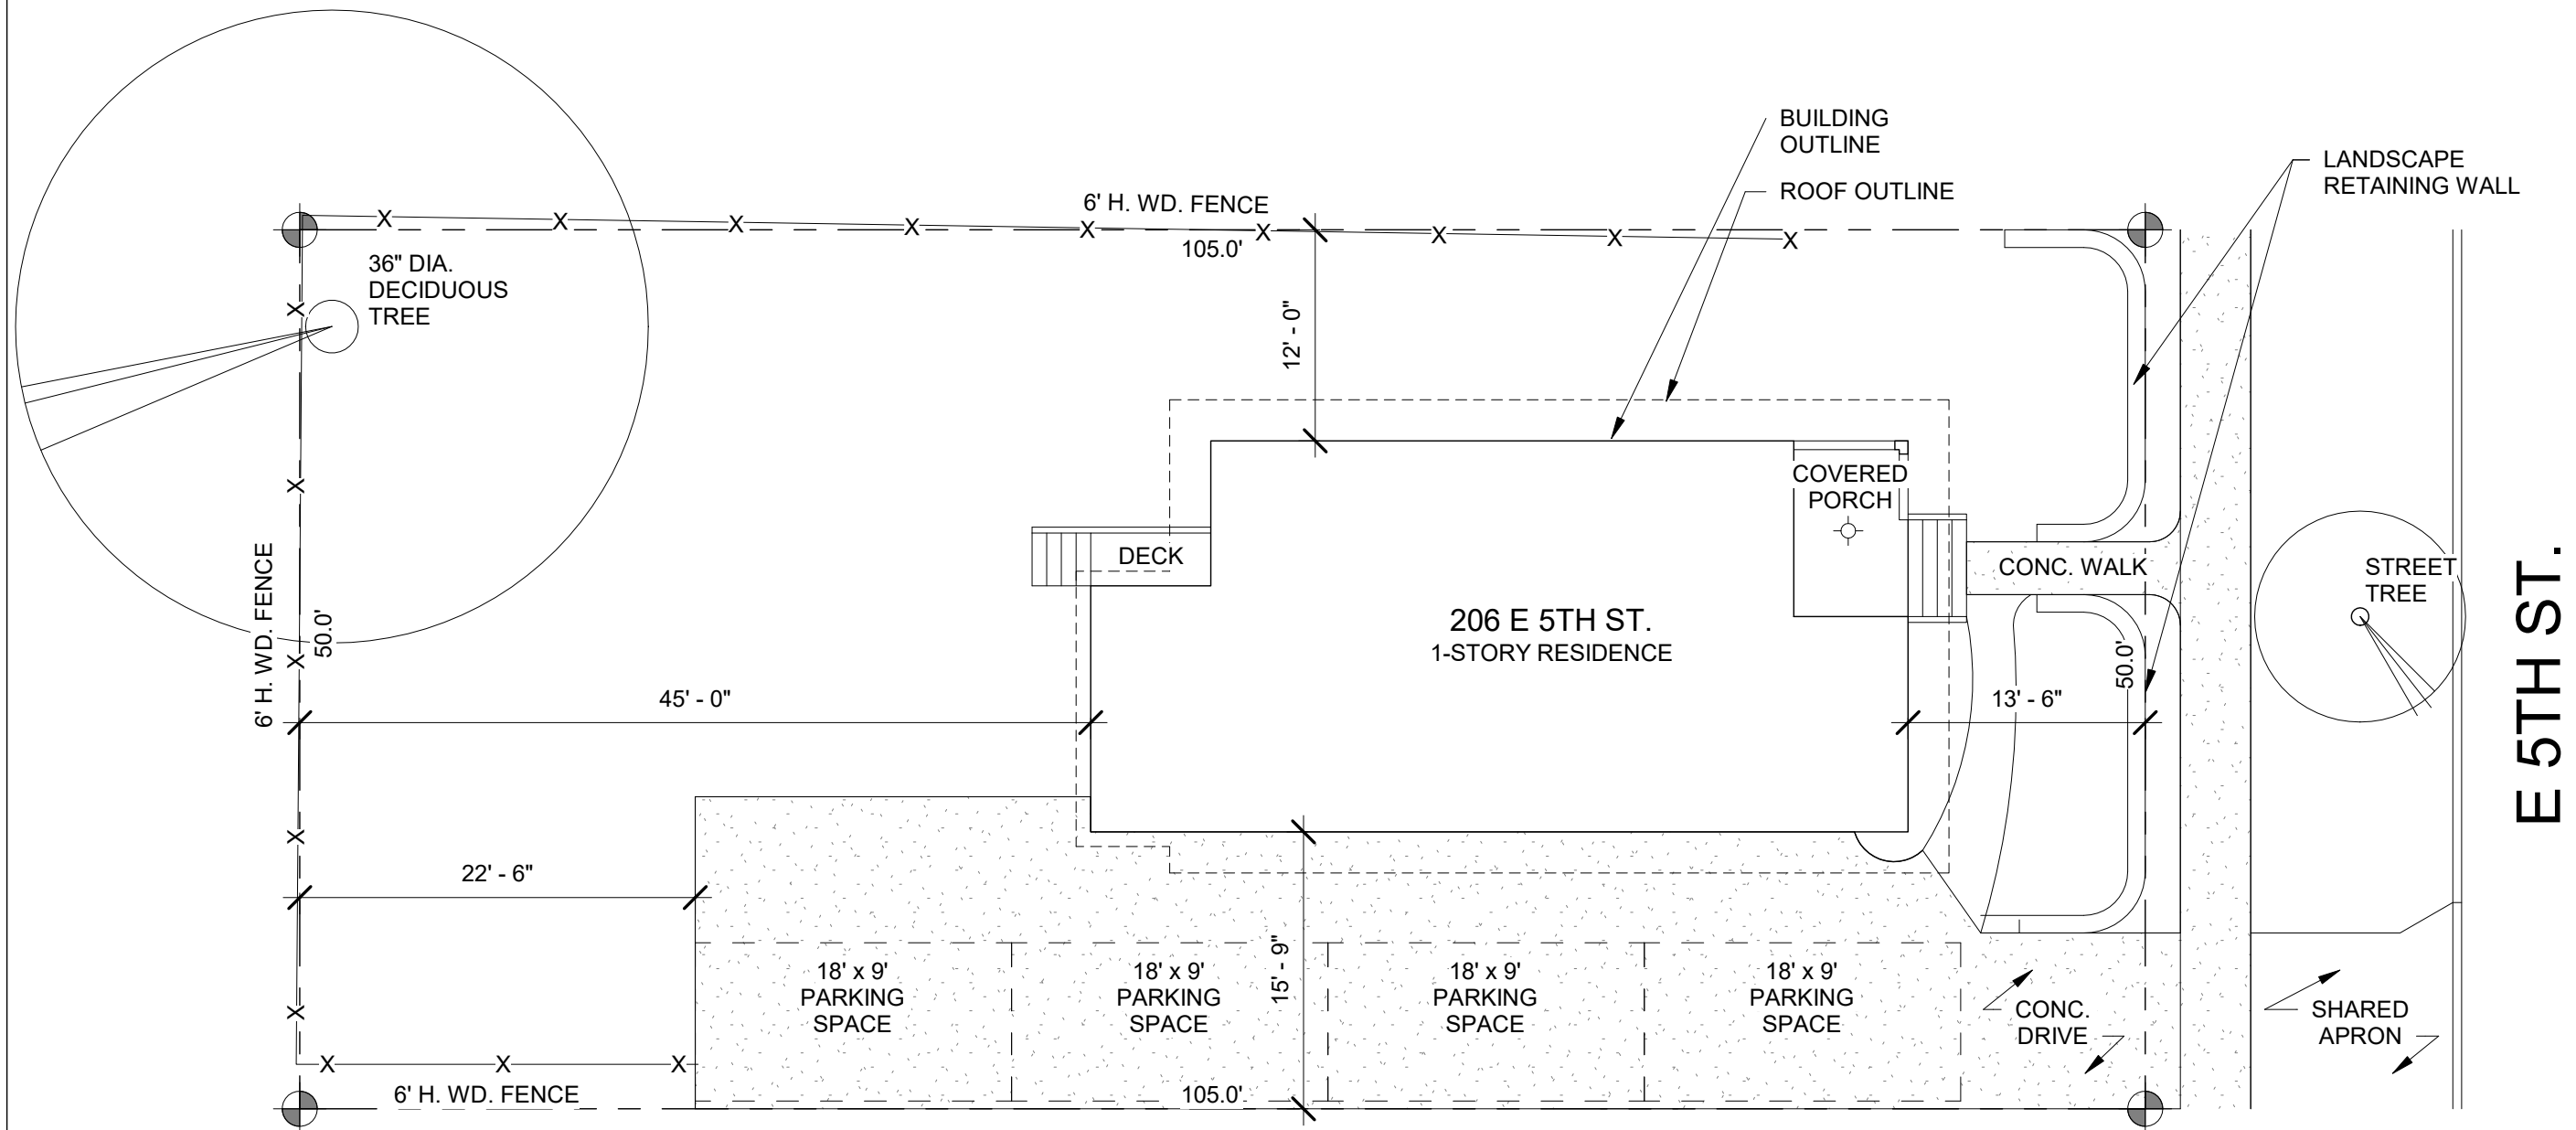 BUILDING
OUTLINE
ROOF OUTLINE
LANDSCAPE
RETAINING WALL
6' H. WD. FENCE
105.0'
36" DIA.
DECIDUOUS
TREE
12' - 0"
COVERED
PORCH
DECK
CONC. WALK
STREET
TREE
E 5TH ST.
206 E 5TH ST.
1-STORY RESIDENCE
6' H. WD. FENCE
50.0'
45' - 0"
50.0'
13' - 6"
22' - 6"
15' - 9"
18' x 9'
PARKING
SPACE
18' x 9'
PARKING
SPACE
18' x 9'
PARKING
SPACE
18' x 9'
PARKING
SPACE
CONC.
DRIVE
SHARED
APRON
6' H. WD. FENCE
105.0'